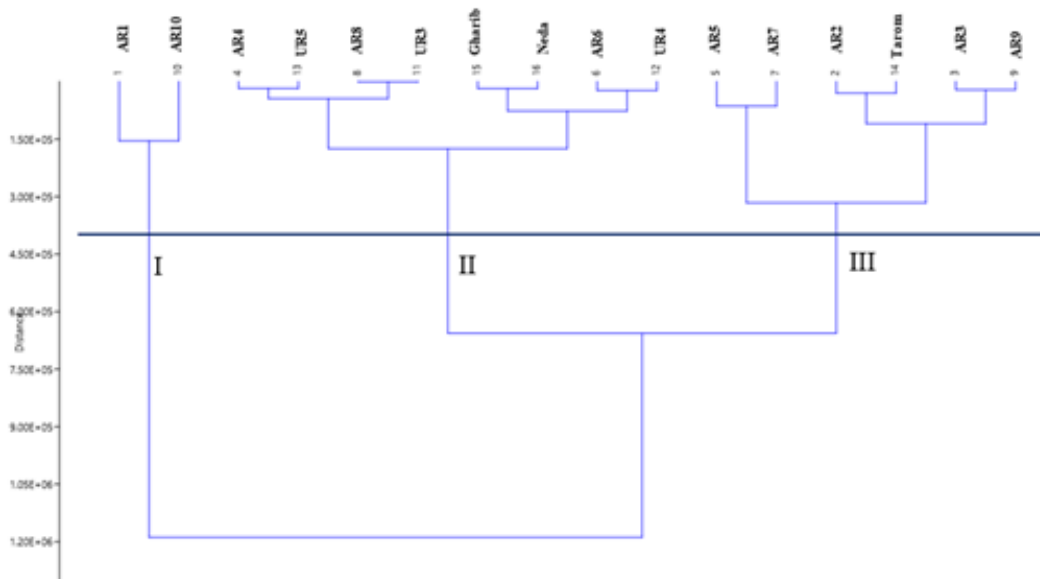 AR1 AR10 AR4 UR5 AR8 UR3 Gharib Neda AR6 UR4 AR5 AR7 AR2 Tarom AR3 AR9
1 10 4 13 8 11 15 16 6 12 5 7 2 14 3 9
1.50E+05
3.00E+05
4.50E+05
I II III
6.00E+05
Distance
7.50E+05
9.00E+05
1.05E+06
1.20E+06